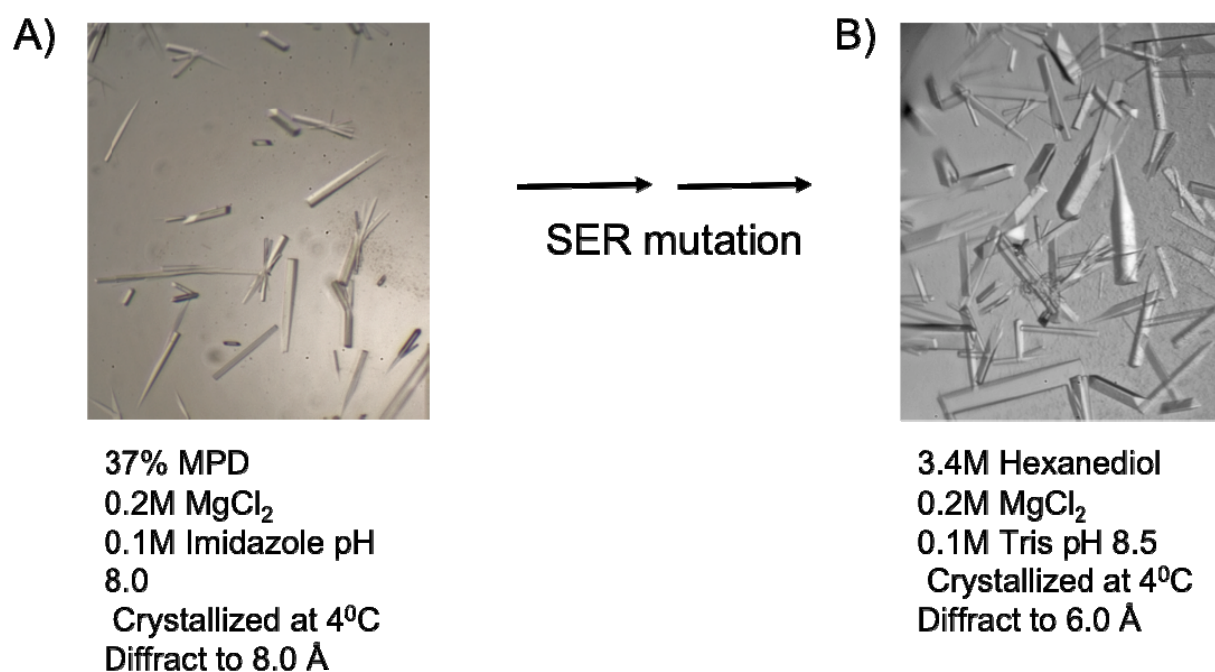 A)
B)
SER mutation
37% MPD
0.2M MgCl₂
0.1M Imidazole pH
8.0
Crystallized at 4⁰C
Diffract to 8.0 Å
3.4M Hexanediol
0.2M MgCl₂
0.1M Tris pH 8.5
Crystallized at 4⁰C
Diffract to 6.0 Å